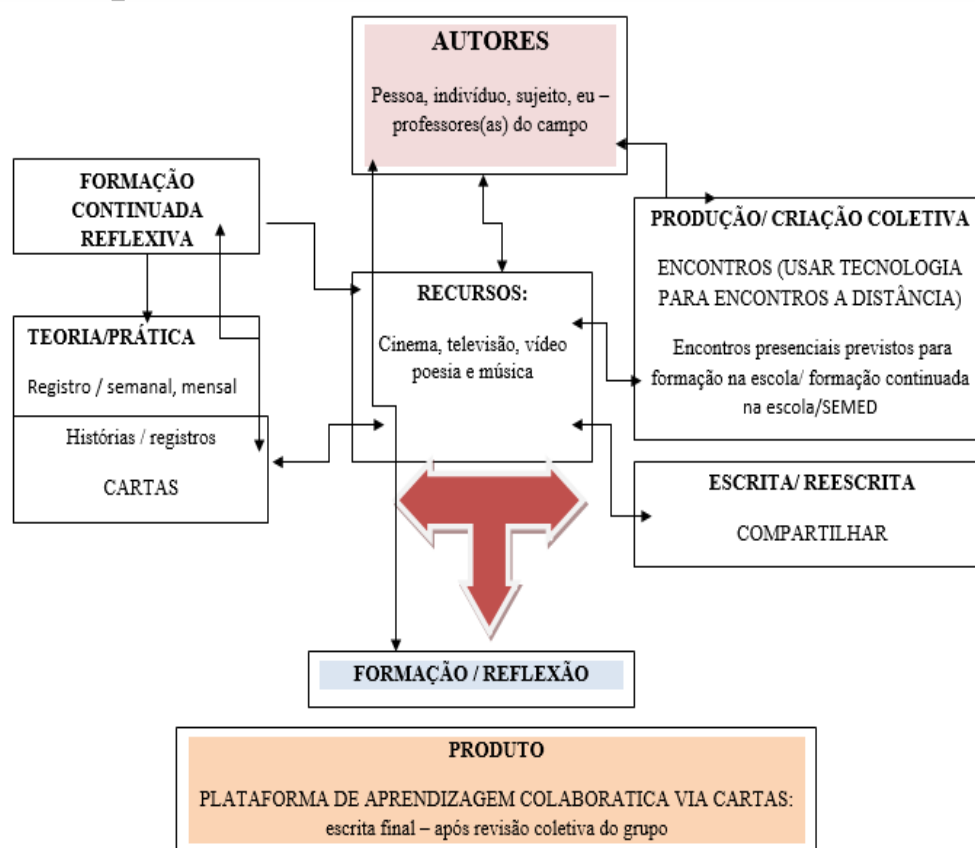 AUTORES
Pessoa, indivíduo, sujeito, eu –
professores(as) do campo
FORMAÇÃO
CONTINUADA
REFLEXIVA
TEORIA/PRÁTICA
Registro / semanal, mensal
Histórias / registros
CARTAS
RECURSOS:
Cinema, televisão, vídeo
poesia e música
PRODUÇÃO/ CRIAÇÃO COLETIVA
ENCONTROS (USAR TECNOLOGIA
PARA ENCONTROS A DISTÂNCIA)
Encontros presenciais previstos para
formação na escola/ formação continuada
na escola/SEMED
ESCRITA/ REESCRITA
COMPARTILHAR
FORMAÇÃO / REFLEXÃO
PRODUTO
PLATAFORMA DE APRENDIZAGEM COLABORATICA VIA CARTAS:
escrita final – após revisão coletiva do grupo